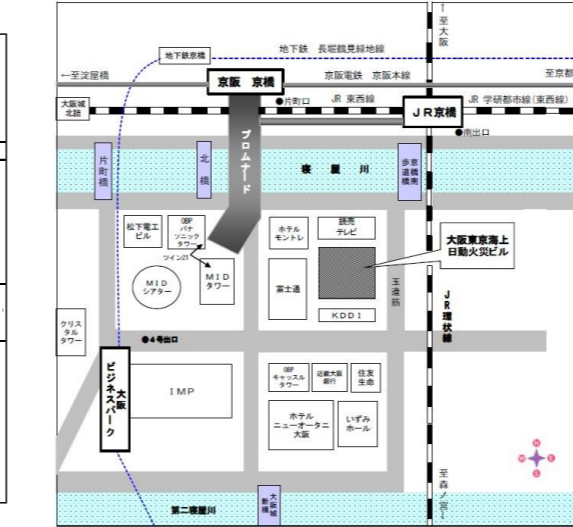 ↑至大阪
地下鉄京橋
地下鉄 長堀鶴見緑地線
←至淀屋橋
京阪 京橋
京阪電鉄 京阪本線
至京都
大阪城北詰
●片町口
JR 東西線
JR京橋
JR 学研都市線(東西線)
●南出口
プロムナード
片町橋
北橋
寝屋川
京橋南歩道橋
松下電工ビル
OBPパナソニックタワー
ツイン21
MIDシアター
MIDタワー
ホテルモントレ
読売テレビ
富士通
KDDI
大阪東京海上日動火災ビル
玉造筋
JR環状線
クリスタルタワー
●4号出口
大阪ビジネスパーク
IMP
OBPキャッスルタワー
近畿大阪銀行
住友生命
ホテルニューオータニ大阪
いずみホール
N
W
E
S
至森ノ宮↓
第二寝屋川
大阪城新橋